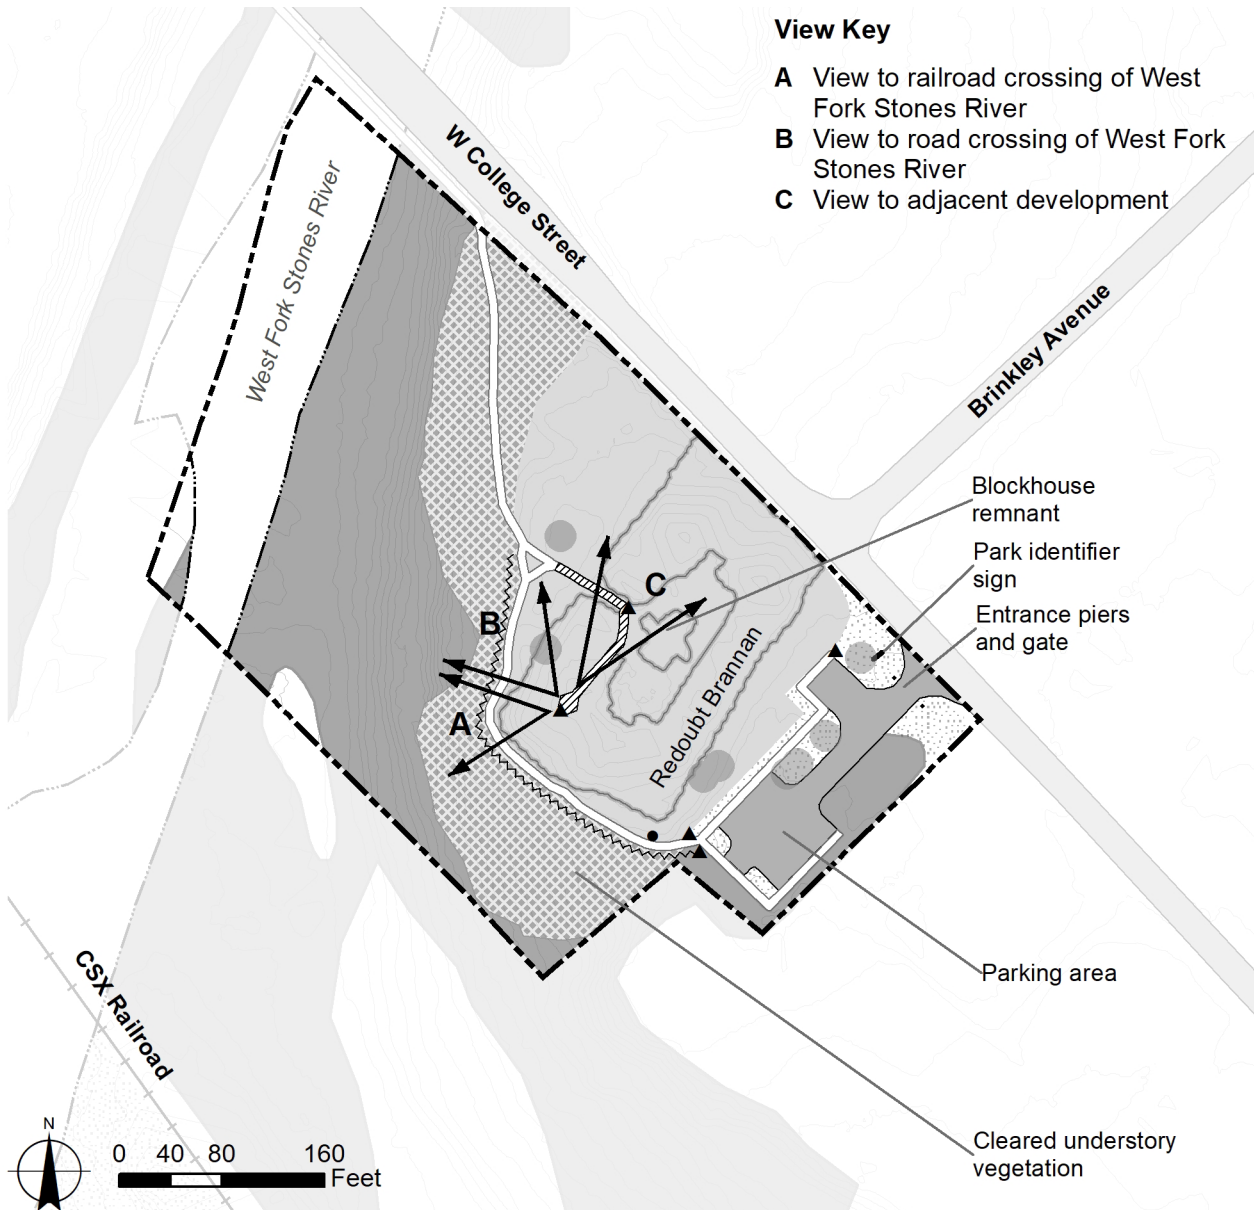 View Key
A View to railroad crossing of West
Fork Stones River
B View to road crossing of West Fork
Stones River
C View to adjacent development
W College Street
West Fork Stones River
Brinkley Avenue
Blockhouse
remnant
Park identifier
sign
Entrance piers
and gate
C
B
A
Redoubt Brannan
Parking area
CSX Railroad
Cleared understory
vegetation
N
0 40 80 160
Feet